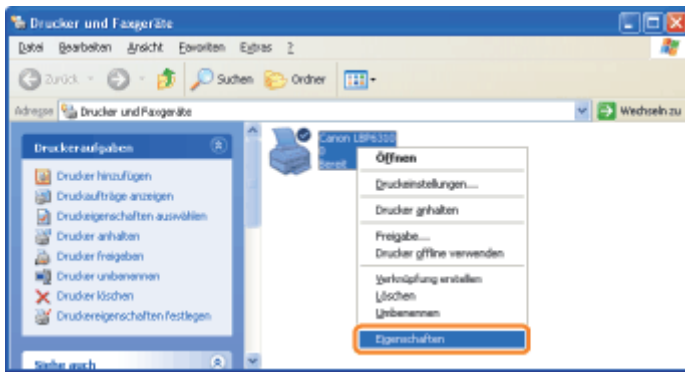 Drucker und Faxgeräte
Datei Bearbeiten Ansicht Favoriten Extras ?
Zurück Suchen Ordner
Adresse Drucker und Faxgeräte Wechseln zu
Druckeraufgaben
Drucker hinzufügen
Druckaufträge anzeigen
Druckeigenschaften auswählen
Drucker anhalten
Drucker freigeben
Drucker umbenennen
Drucker löschen
Druckereigenschaften festlegen
Siehe auch
Canon LBP6310
0
Bereit
Öffnen
Druckeinstellungen...
Drucker anhalten
Freigabe...
Drucker offline verwenden
Verknüpfung erstellen
Löschen
Umbenennen
Eigenschaften